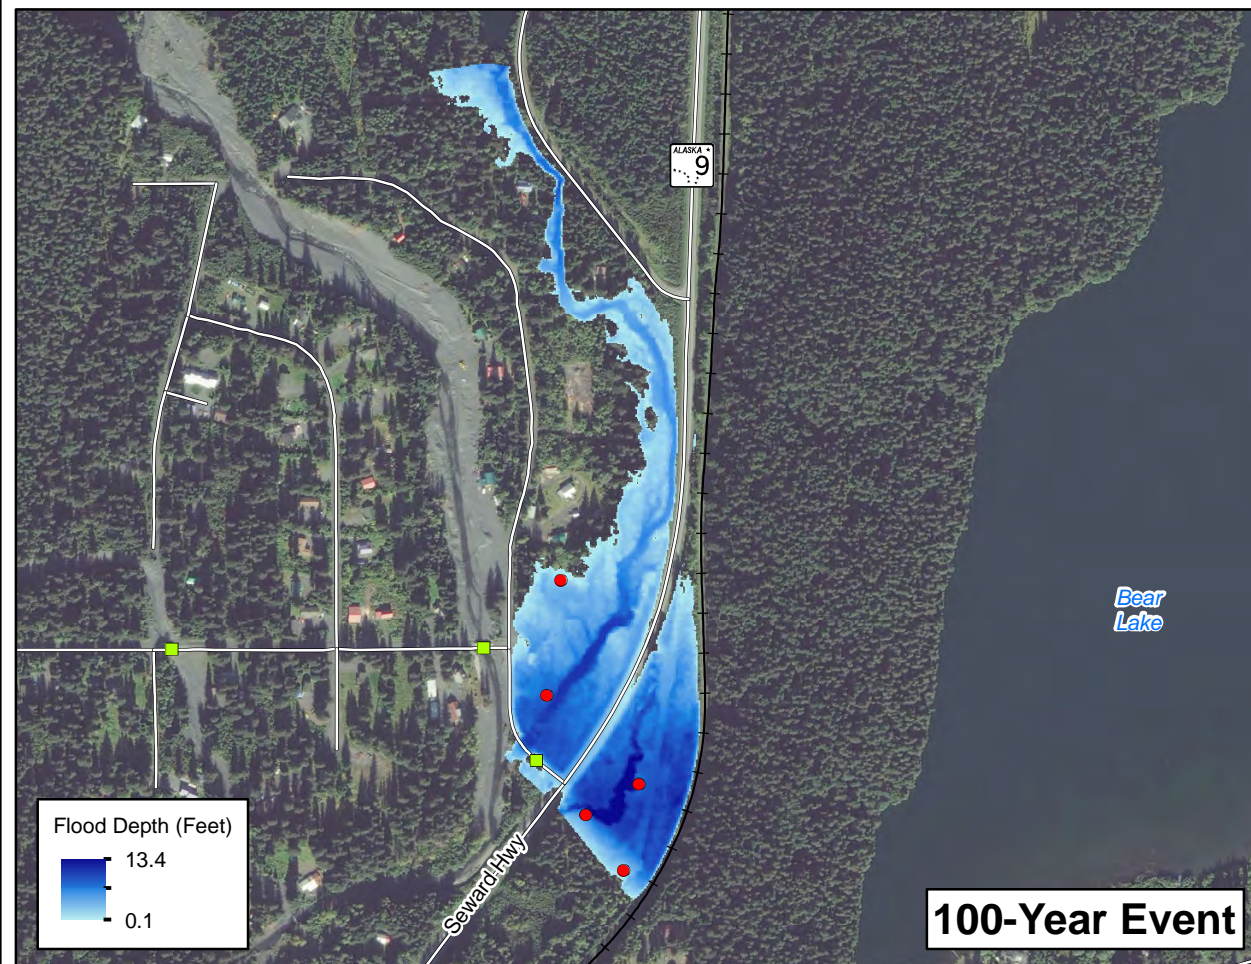 ALASKA
9
Bear
Lake
Flood Depth (Feet)
13.4
0.1
Seward Hwy
100-Year Event